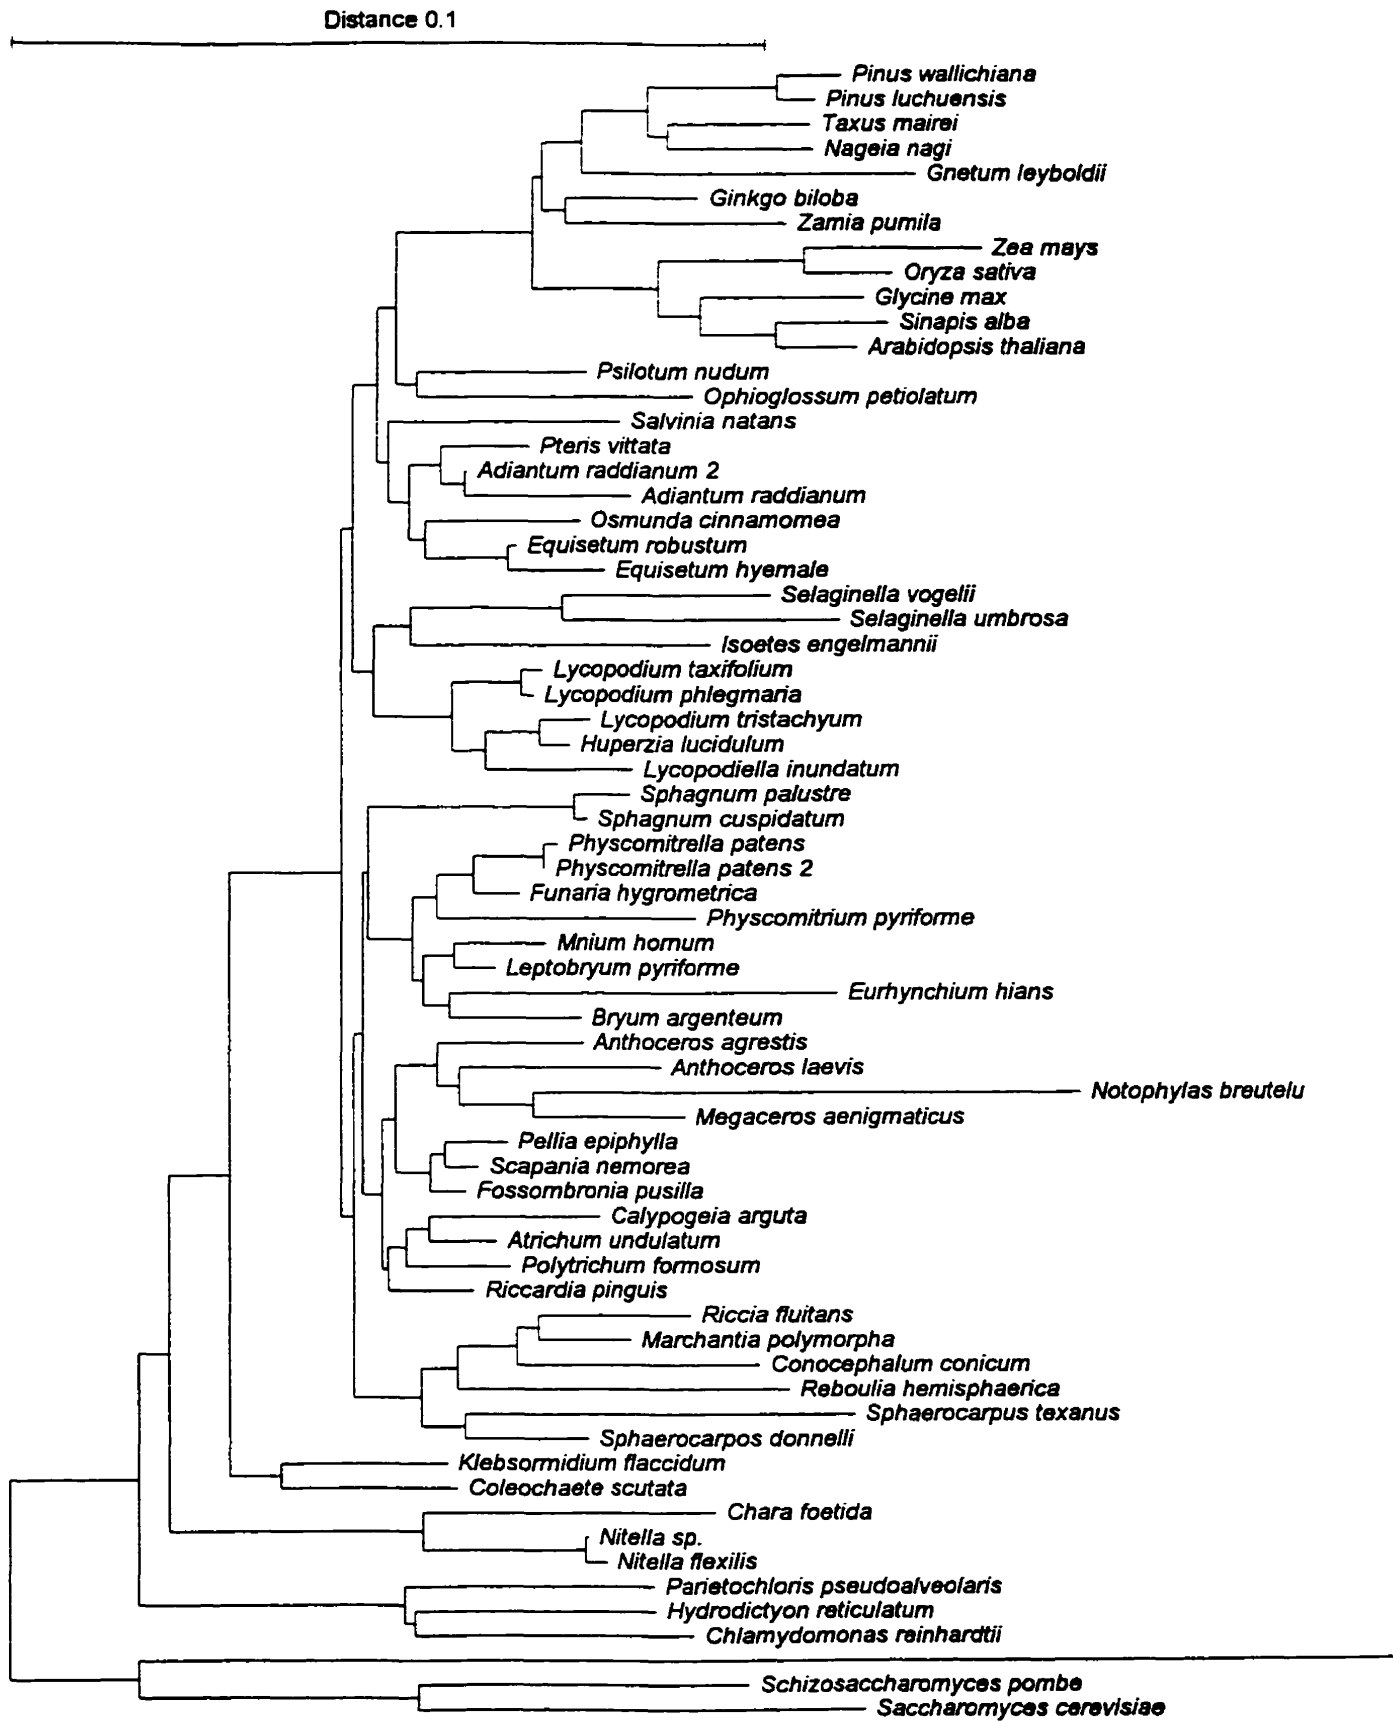 Distance 0.1
Pinus wallichiana
Pinus luchuensis
Taxus mairei
Nageia nagi
Gnetum leyboldii
Ginkgo biloba
Zamia pumila
Zea mays
Oryza sativa
Glycine max
Sinapis alba
Arabidopsis thaliana
Psilotum nudum
Ophioglossum petiolatum
Salvinia natans
Pteris vittata
Adiantum raddianum 2
Adiantum raddianum
Osmunda cinnamomea
Equisetum robustum
Equisetum hyemale
Selaginella vogelii
Selaginella umbrosa
Isoetes engelmannii
Lycopodium taxifolium
Lycopodium phlegmaria
Lycopodium tristachyum
Huperzia lucidulum
Lycopodiella inundatum
Sphagnum palustre
Sphagnum cuspidatum
Physcomitrella patens
Physcomitrella patens 2
Funaria hygrometrica
Physcomitrium pyriforme
Mnium hornum
Leptobryum pyriforme
Eurhynchium hians
Bryum argenteum
Anthoceros agrestis
Anthoceros laevis
Notophylas breutelu
Megaceros aenigmaticus
Pellia epiphylla
Scapania nemorea
Fossombronia pusilla
Calypogeia arguta
Atrichum undulatum
Polytrichum formosum
Riccardia pinguis
Riccia fluitans
Marchantia polymorpha
Conocephalum conicum
Reboulia hemisphaerica
Sphaerocarpus texanus
Sphaerocarpos donnelli
Klebsormidium flaccidum
Coleochaete scutata
Chara foetida
Nitella sp.
Nitella flexilis
Parietochloris pseudoalveolaris
Hydrodictyon reticulatum
Chlamydomonas reinhardtii
Schizosaccharomyces pombe
Saccharomyces cerevisiae